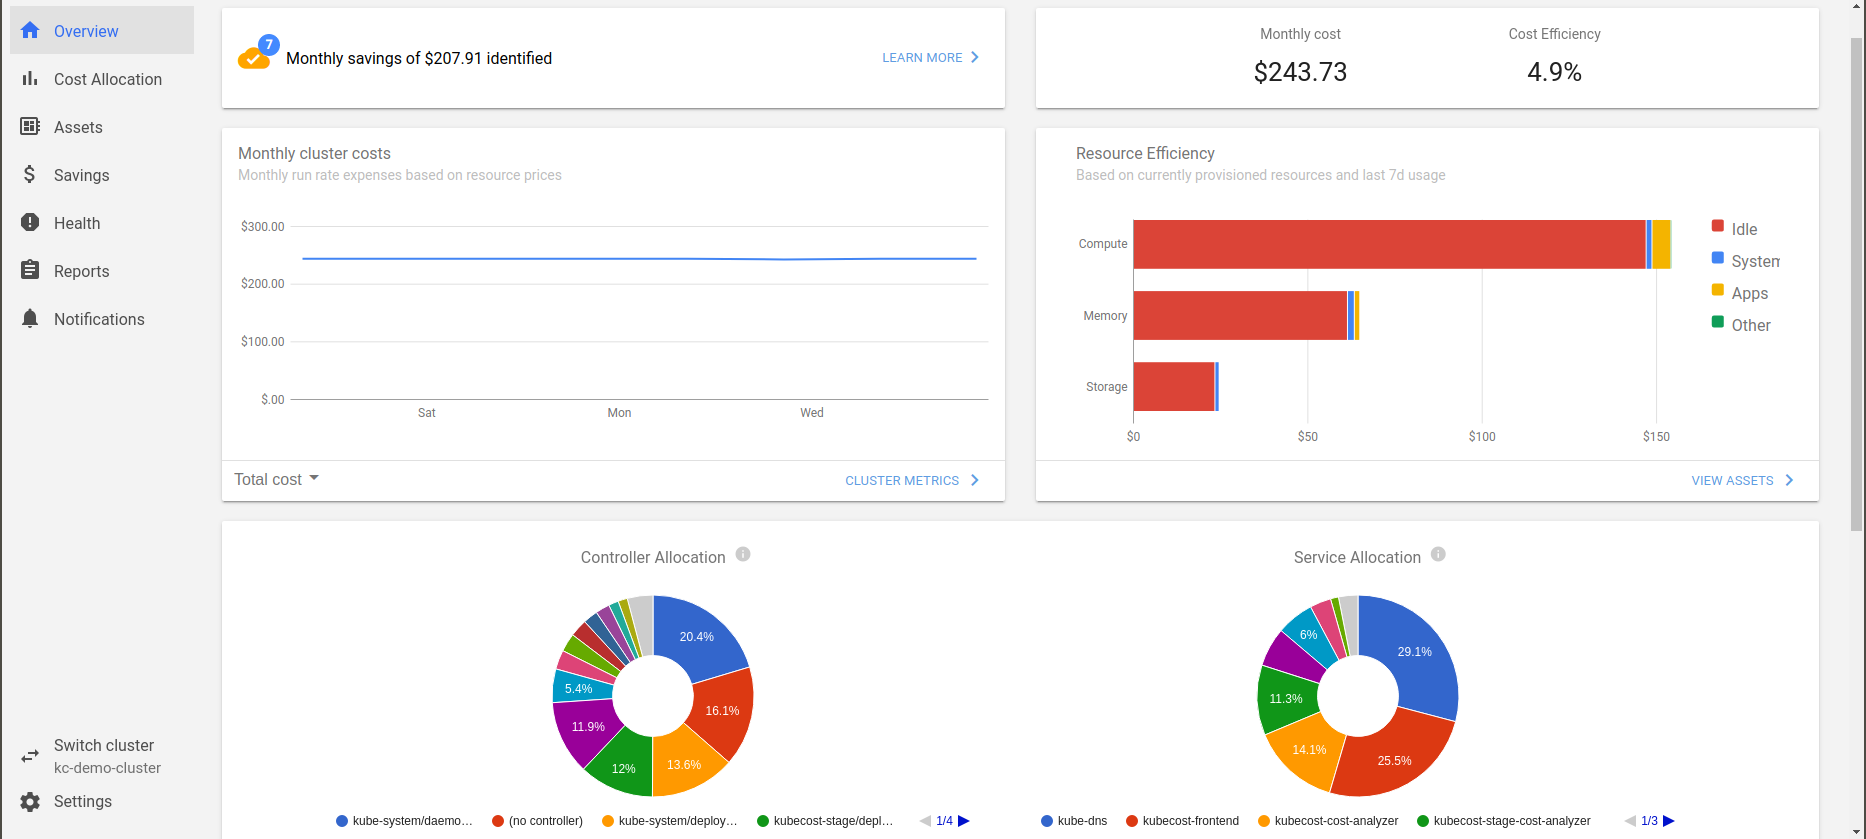 Overview
Cost Allocation
Assets
Savings
Health
Reports
Notifications
Switch cluster
kc-demo-cluster
Settings
7
Monthly savings of $207.91 identified
LEARN MORE
Monthly cost
$243.73
Cost Efficiency
4.9%
Monthly cluster costs
Monthly run rate expenses based on resource prices
$300.00
$200.00
$100.00
$.00
Sat Mon Wed
Total cost
CLUSTER METRICS
Resource Efficiency
Based on currently provisioned resources and last 7d usage
Compute
Memory
Storage
$0 $50 $100 $150
Idle
System
Apps
Other
VIEW ASSETS
Controller Allocation
20.4%
16.1%
13.6%
12%
11.9%
5.4%
kube-system/daemo... (no controller) kube-system/deploy... kubecost-stage/depl... 1/4
Service Allocation
29.1%
25.5%
14.1%
11.3%
6%
kube-dns kubecost-frontend kubecost-cost-analyzer kubecost-stage-cost-analyzer 1/3